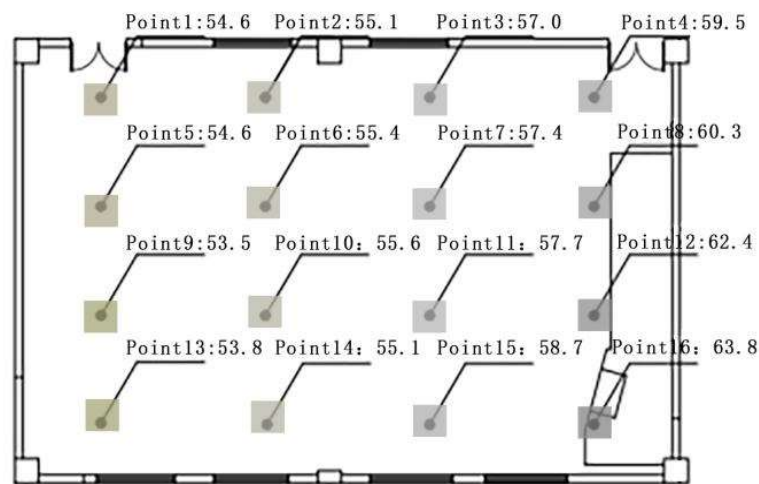 Point1:54.6 Point2:55.1 Point3:57.0 Point4:59.5
Point5:54.6 Point6:55.4 Point7:57.4 Point8:60.3
Point9:53.5 Point10：55.6 Point11：57.7 Point12:62.4
Point13:53.8 Point14：55.1 Point15：58.7 Point16：63.8